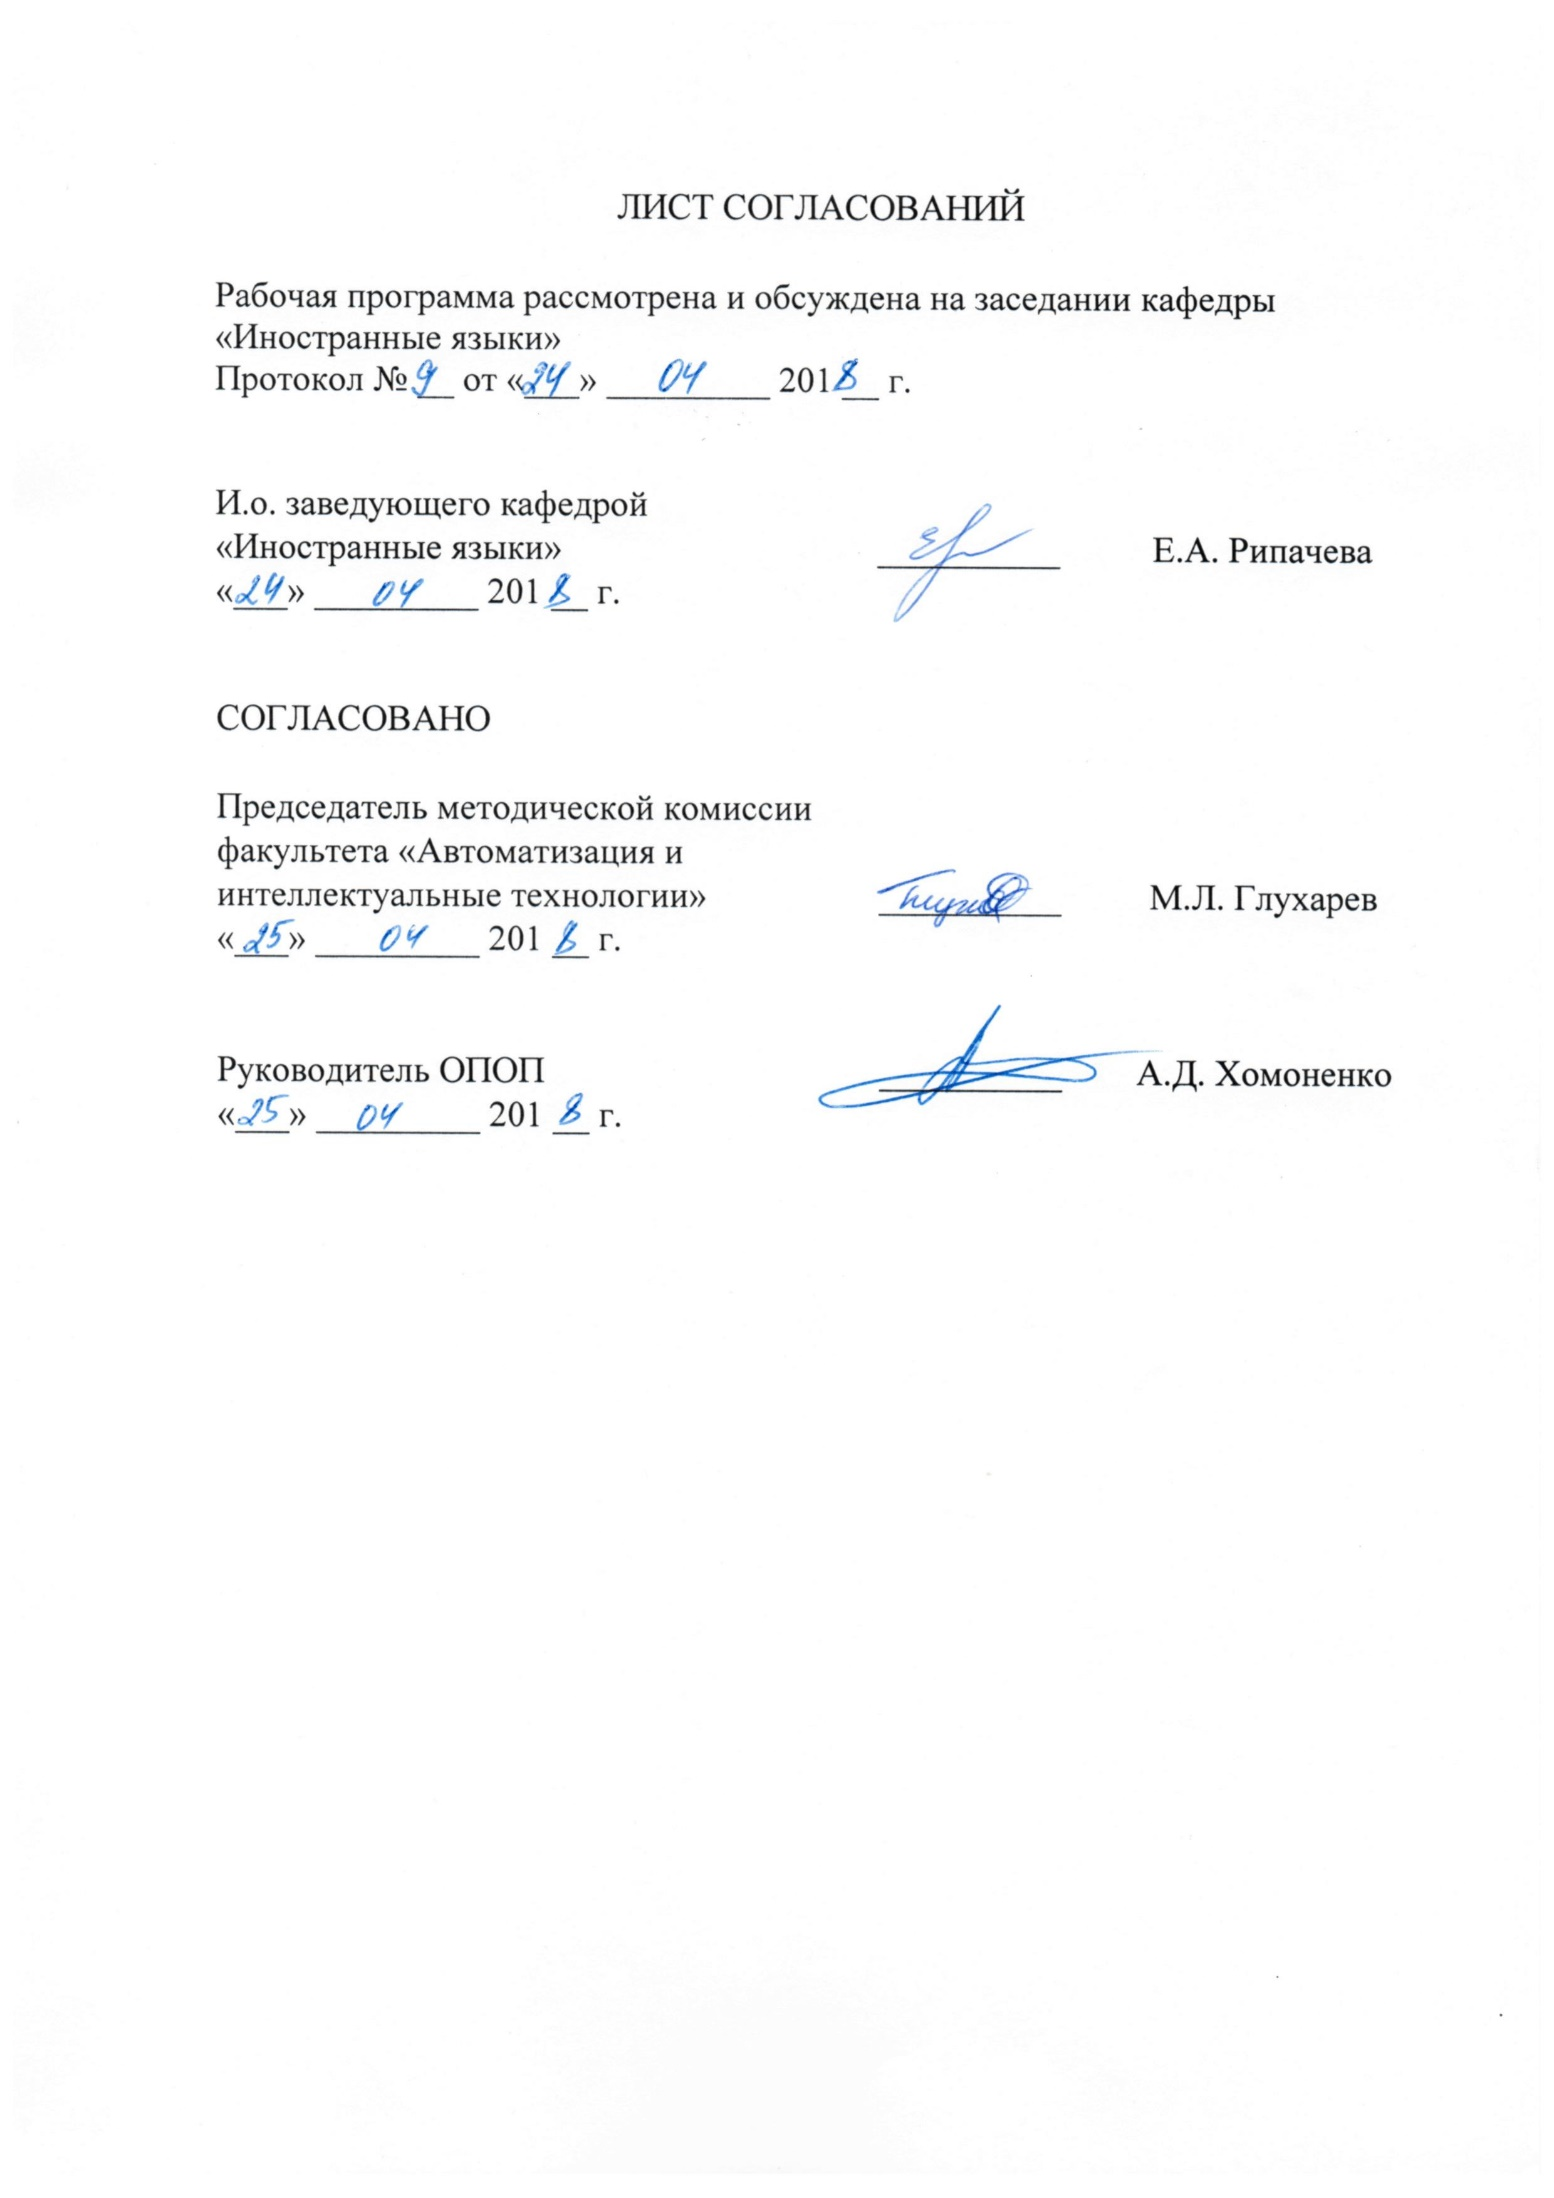 ЛИСТ СОГЛАСОВАНИЙ
Рабочая программа рассмотрена и обсуждена на заседании кафедры
«Иностранные языки»
Протокол № 9 от «24» 04 2018 г.
И.о. заведующего кафедрой
«Иностранные языки» Е.А. Рипачева
«24» 04 2018 г.
СОГЛАСОВАНО
Председатель методической комиссии
факультета «Автоматизация и
интеллектуальные технологии» М.Л. Глухарев
«25» 04 2018 г.
Руководитель ОПОП А.Д. Хомоненко
«25» 04 2018 г.